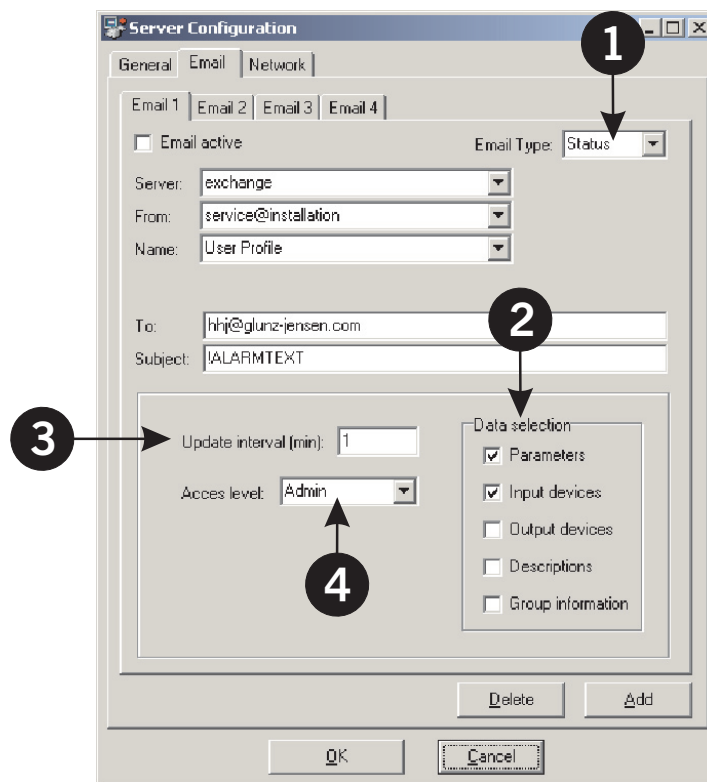 Server Configuration
General Email Network
1
Email 1 Email 2 Email 3 Email 4
Email active
Email Type: Status
Server: exchange
From: service@installation
Name: User Profile
2
To: hhj@glunz-jensen.com
Subject: !ALARMTEXT
3
Update interval (min): 1
Acces level: Admin
4
Data selection
Parameters
Input devices
Output devices
Descriptions
Group information
Delete Add
OK Cancel